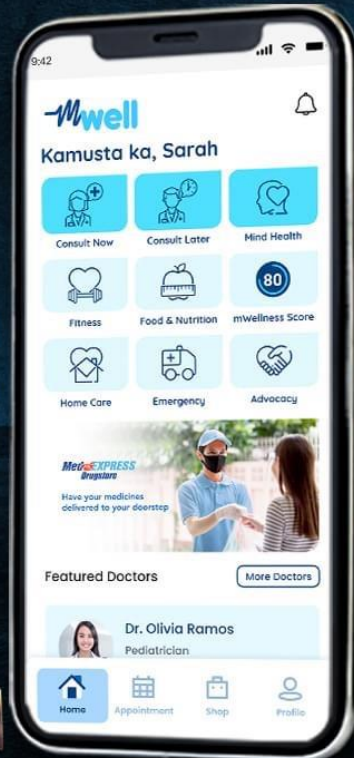 9:42
mwell
Kamusta ka, Sarah
Consult Now
Consult Later
Mind Health
80
Fitness
Food & Nutrition
mWellness Score
Home Care
Emergency
Advocacy
MedEXPRESS
Drugstore
Have your medicines
delivered to your doorstep
Featured Doctors
More Doctors
Dr. Olivia Ramos
Pediatrician
Home
Appointment
Shop
Profile